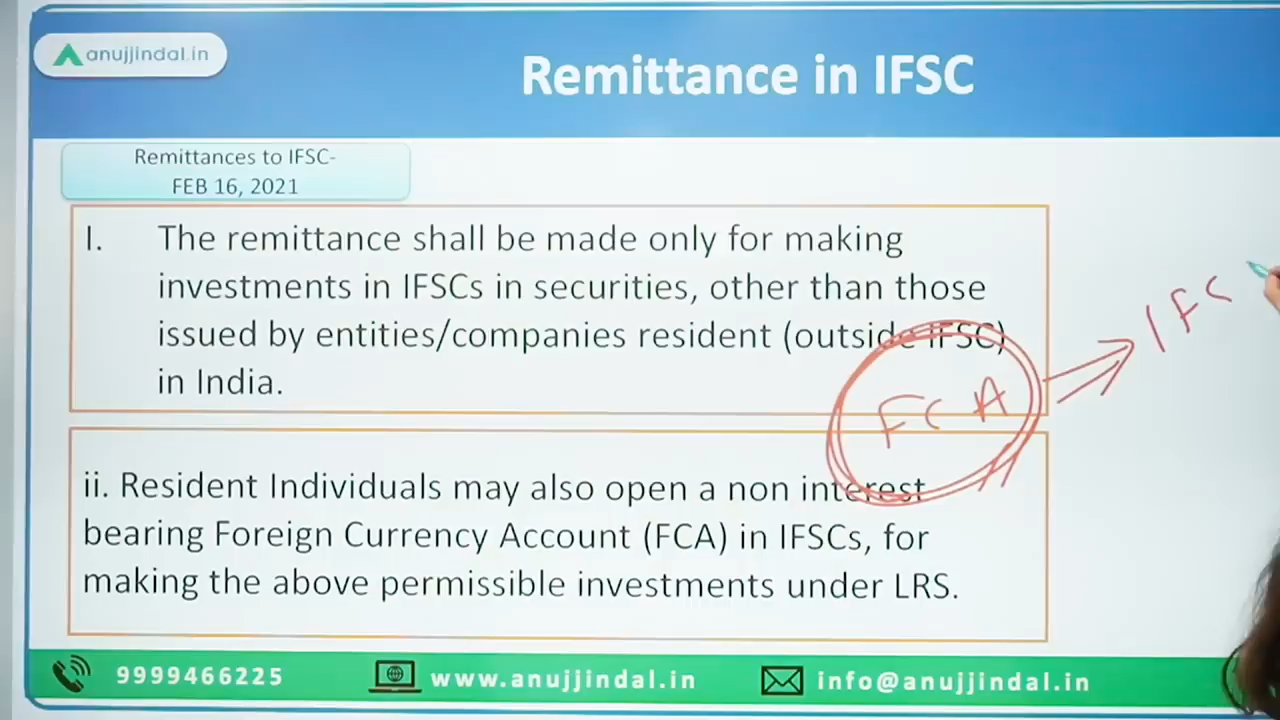 anujjindal.in
Remittance in IFSC
Remittances to IFSC-
FEB 16, 2021
I. The remittance shall be made only for making
investments in IFSCs in securities, other than those
issued by entities/companies resident (outside IFSC)
in India.
FCA
IFS
ii. Resident Individuals may also open a non interest
bearing Foreign Currency Account (FCA) in IFSCs, for
making the above permissible investments under LRS.
9999466225
www.anujjindal.in
info@anujjindal.in